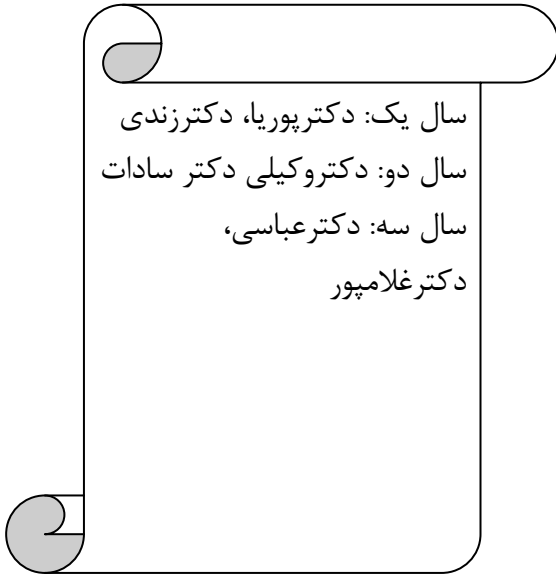 سال یک: دکترپوریا، دکترزندی
سال دو: دکتروکیلی دکتر سادات
سال سه: دکترعباسی،
دکترغلامپور